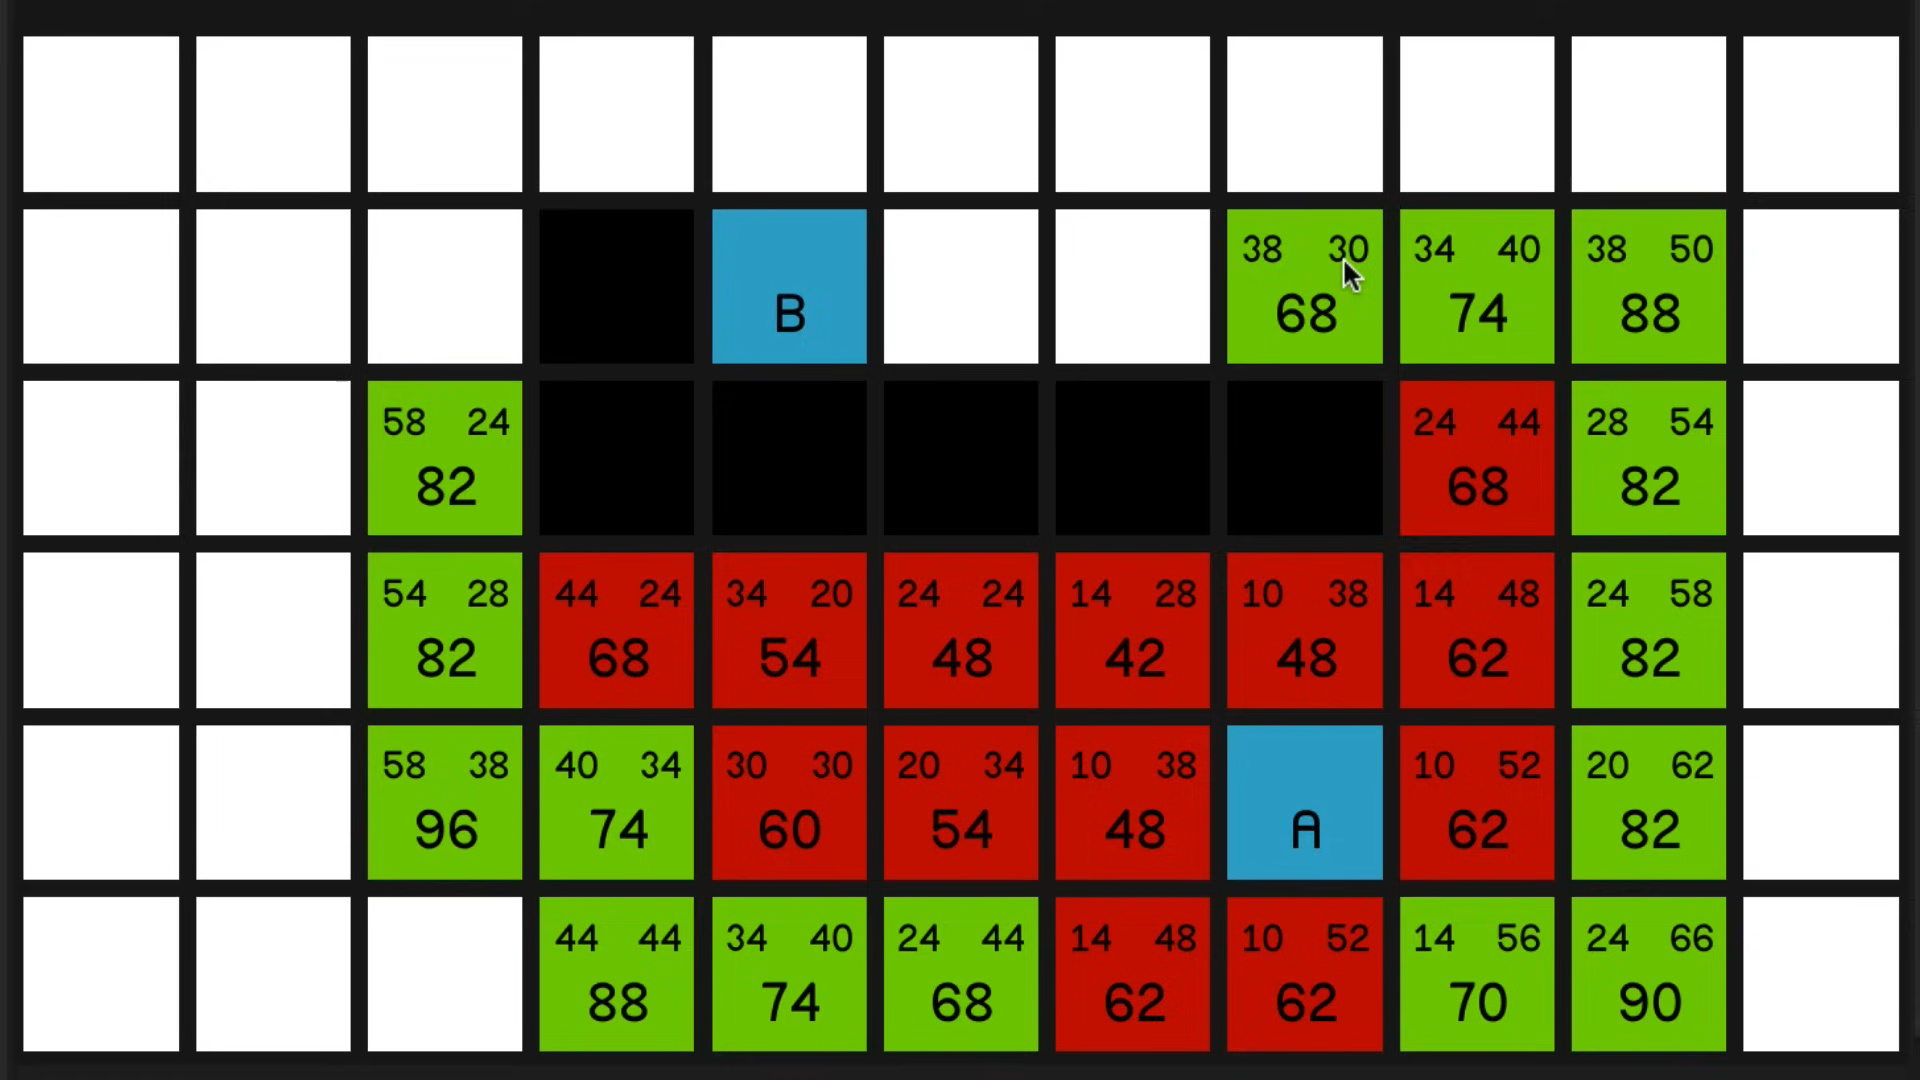 38 30 34 40 38 50
B 68 74 88
58 24 24 44 28 54
82 68 82
54 28 44 24 34 20 24 24 14 28 10 38 14 48 24 58
82 68 54 48 42 48 62 82
58 38 40 34 30 30 20 34 10 38 10 52 20 62
96 74 60 54 48 A 62 82
44 44 34 40 24 44 14 48 10 52 14 56 24 66
88 74 68 62 62 70 90